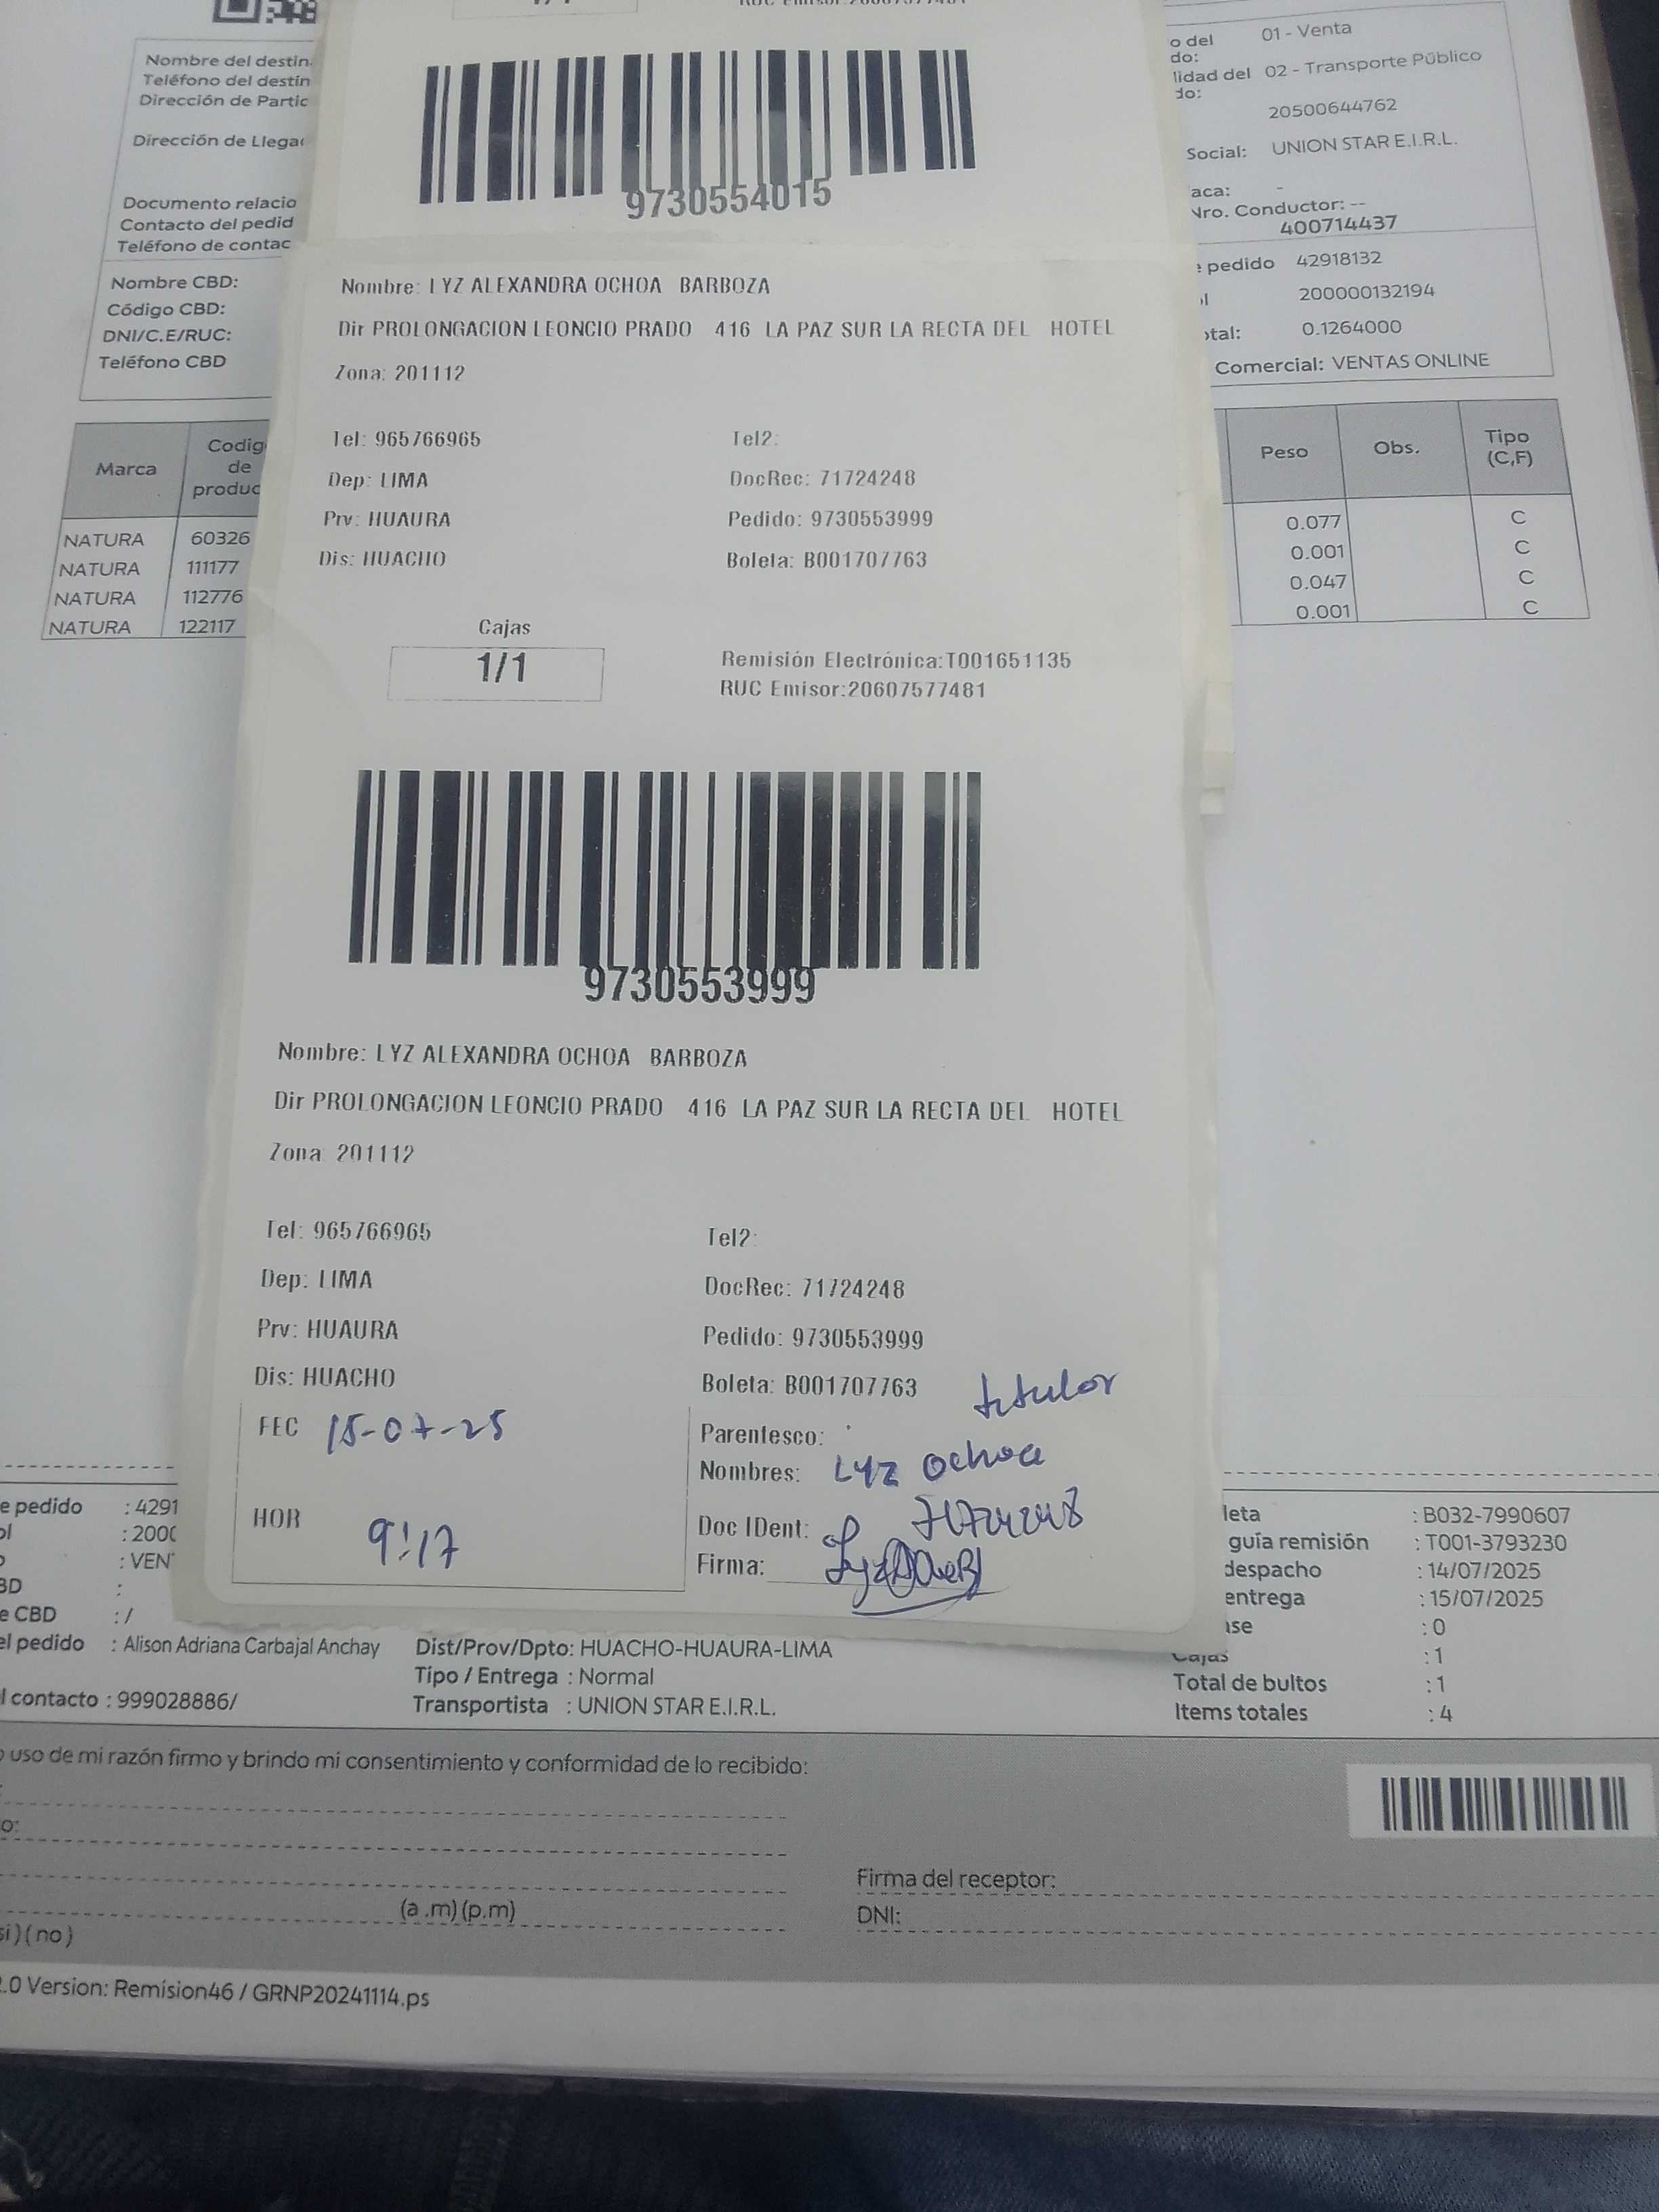 Nombre del destin
Teléfono del destin
Dirección de Partic
Dirección de Llega
Documento relacio
Contacto del pedid
Teléfono de contac
Nombre CBD:
Código CBD:
DNI/C.E/RUC:
Teléfono CBD
o del 01 - Venta
do:
lidad del 02 - Transporte Público
do:
20500644762
Social: UNION STAR E.I.R.L.
aca: -
Nro. Conductor: --
400714437
e pedido 42918132
ol 200000132194
otal: 0.1264000
Comercial: VENTAS ONLINE
Marca Codig de produc Peso Obs. Tipo (C,F)
NATURA 60326 0.077 C
NATURA 111177 0.001 C
NATURA 112776 0.047 C
NATURA 122117 0.001 C
1/1
RUC Emisor:20607577481
9730554015
Nombre: LYZ ALEXANDRA OCHOA BARBOZA
Dir PROLONGACION LEONCIO PRADO 416 LA PAZ SUR LA RECTA DEL HOTEL
Zona: 201112
Tel: 965766965 Tel2:
Dep: LIMA DocRec: 71724248
Prv: HUAURA Pedido: 9730553999
Dis: HUACHO Boleta: B001707763
Cajas
1/1
Remisión Electrónica:T001651135
RUC Emisor:20607577481
9730553999
Nombre: LYZ ALEXANDRA OCHOA BARBOZA
Dir PROLONGACION LEONCIO PRADO 416 LA PAZ SUR LA RECTA DEL HOTEL
Zona: 201112
Tel: 965766965 Tel2:
Dep: LIMA DocRec: 71724248
Prv: HUAURA Pedido: 9730553999
Dis: HUACHO Boleta: B001707763
titular
FEC 15-07-25
Parentesco:
Nombres: Lyz Ochoa
HOR 9:17
Doc IDent: 71724248
Firma:
e pedido : 4291
ol : 200C
o : VEN
BD :
e CBD : /
el pedido : Alison Adriana Carbajal Anchay
l contacto : 999028886/
Dist/Prov/Dpto: HUACHO-HUAURA-LIMA
Tipo / Entrega : Normal
Transportista : UNION STAR E.I.R.L.
leta : B032-7990607
guía remisión : T001-3793230
despacho : 14/07/2025
entrega : 15/07/2025
ase : 0
Cajas : 1
Total de bultos : 1
Items totales : 4
o uso de mi razón firmo y brindo mi consentimiento y conformidad de lo recibido:
o:
Firma del receptor:
(a .m) (p.m)
DNI:
si ) ( no )
2.0 Version: Remision46 / GRNP20241114.ps